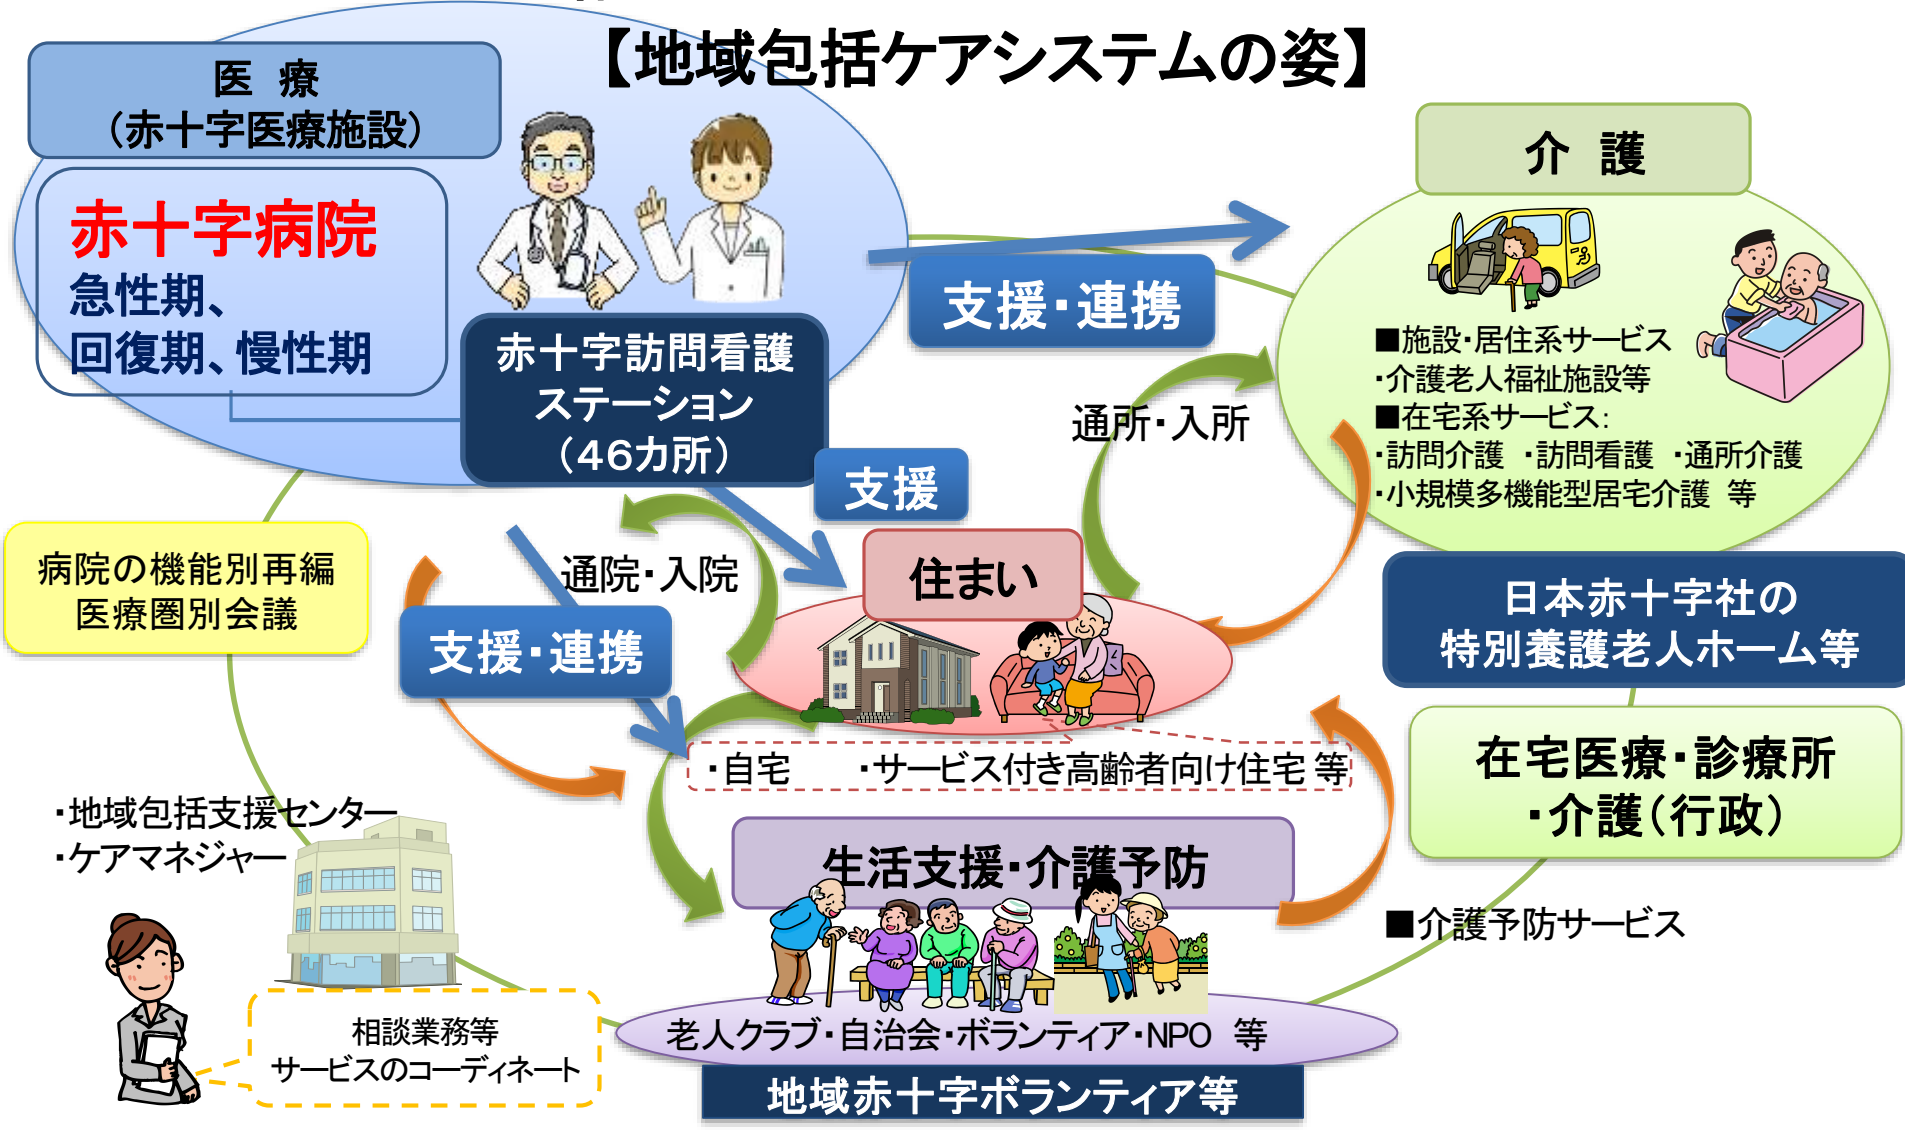 【地域包括ケアシステムの姿】
医 療
（赤十字医療施設）
赤十字病院
急性期、
回復期、慢性期
赤十字訪問看護
ステーション
（46カ所）
支援・連携
介 護
■施設・居住系サービス
・介護老人福祉施設等
■在宅系サービス：
・訪問介護 ・訪問看護 ・通所介護
・小規模多機能型居宅介護 等
通所・入所
支援
通院・入院
住まい
病院の機能別再編
医療圏別会議
支援・連携
日本赤十字社の
特別養護老人ホーム等
・自宅 ・サービス付き高齢者向け住宅 等
在宅医療・診療所
・介護（行政）
・地域包括支援センター
・ケアマネジャー
生活支援・介護予防
■介護予防サービス
相談業務等
サービスのコーディネート
老人クラブ・自治会・ボランティア・NPO 等
地域赤十字ボランティア等